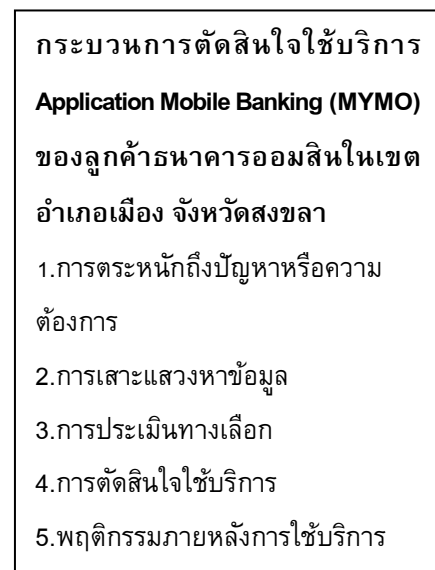 กระบวนการตัดสินใจใช้บริการ
Application Mobile Banking (MYMO)
ของลูกค้าธนาคารออมสินในเขต
อำเภอเมือง จังหวัดสงขลา
1.การตระหนักถึงปัญหาหรือความ
ต้องการ
2.การเสาะแสวงหาข้อมูล
3.การประเมินทางเลือก
4.การตัดสินใจใช้บริการ
5.พฤติกรรมภายหลังการใช้บริการ